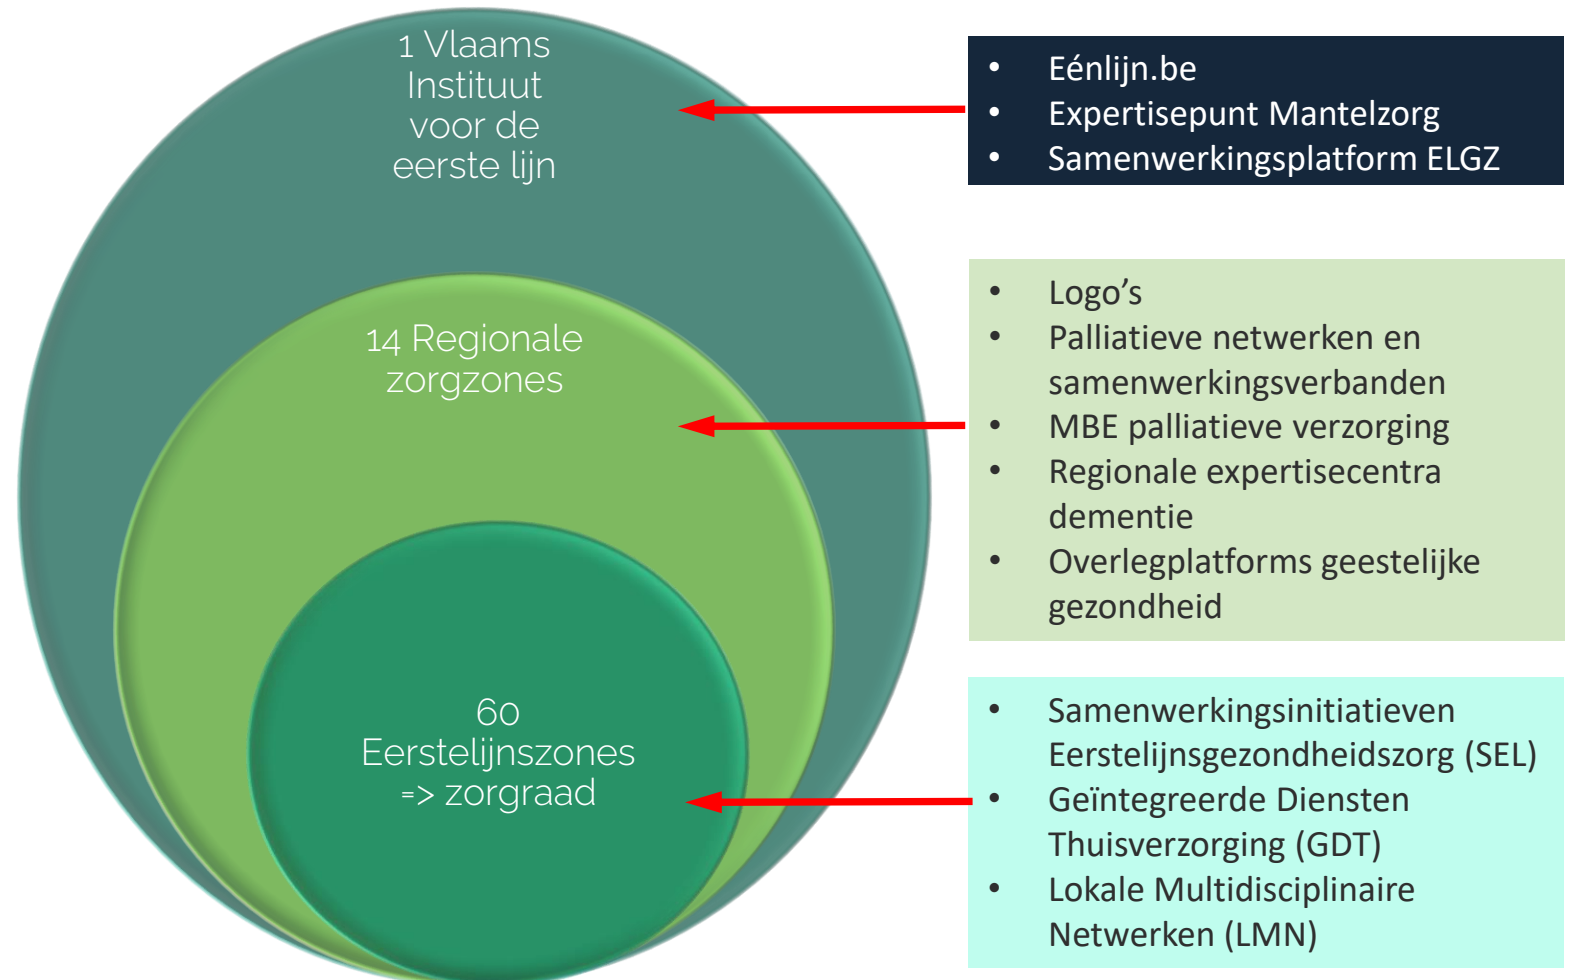 1 Vlaams
Instituut
voor de
eerste lijn
• Eénlijn.be
• Expertisepunt Mantelzorg
• Samenwerkingsplatform ELGZ
14 Regionale
zorgzones
• Logo’s
• Palliatieve netwerken en
samenwerkingsverbanden
• MBE palliatieve verzorging
• Regionale expertisecentra
dementie
• Overlegplatforms geestelijke
gezondheid
60
Eerstelijnszones
=> zorgraad
• Samenwerkingsinitiatieven
Eerstelijnsgezondheidszorg (SEL)
• Geïntegreerde Diensten
Thuisverzorging (GDT)
• Lokale Multidisciplinaire
Netwerken (LMN)